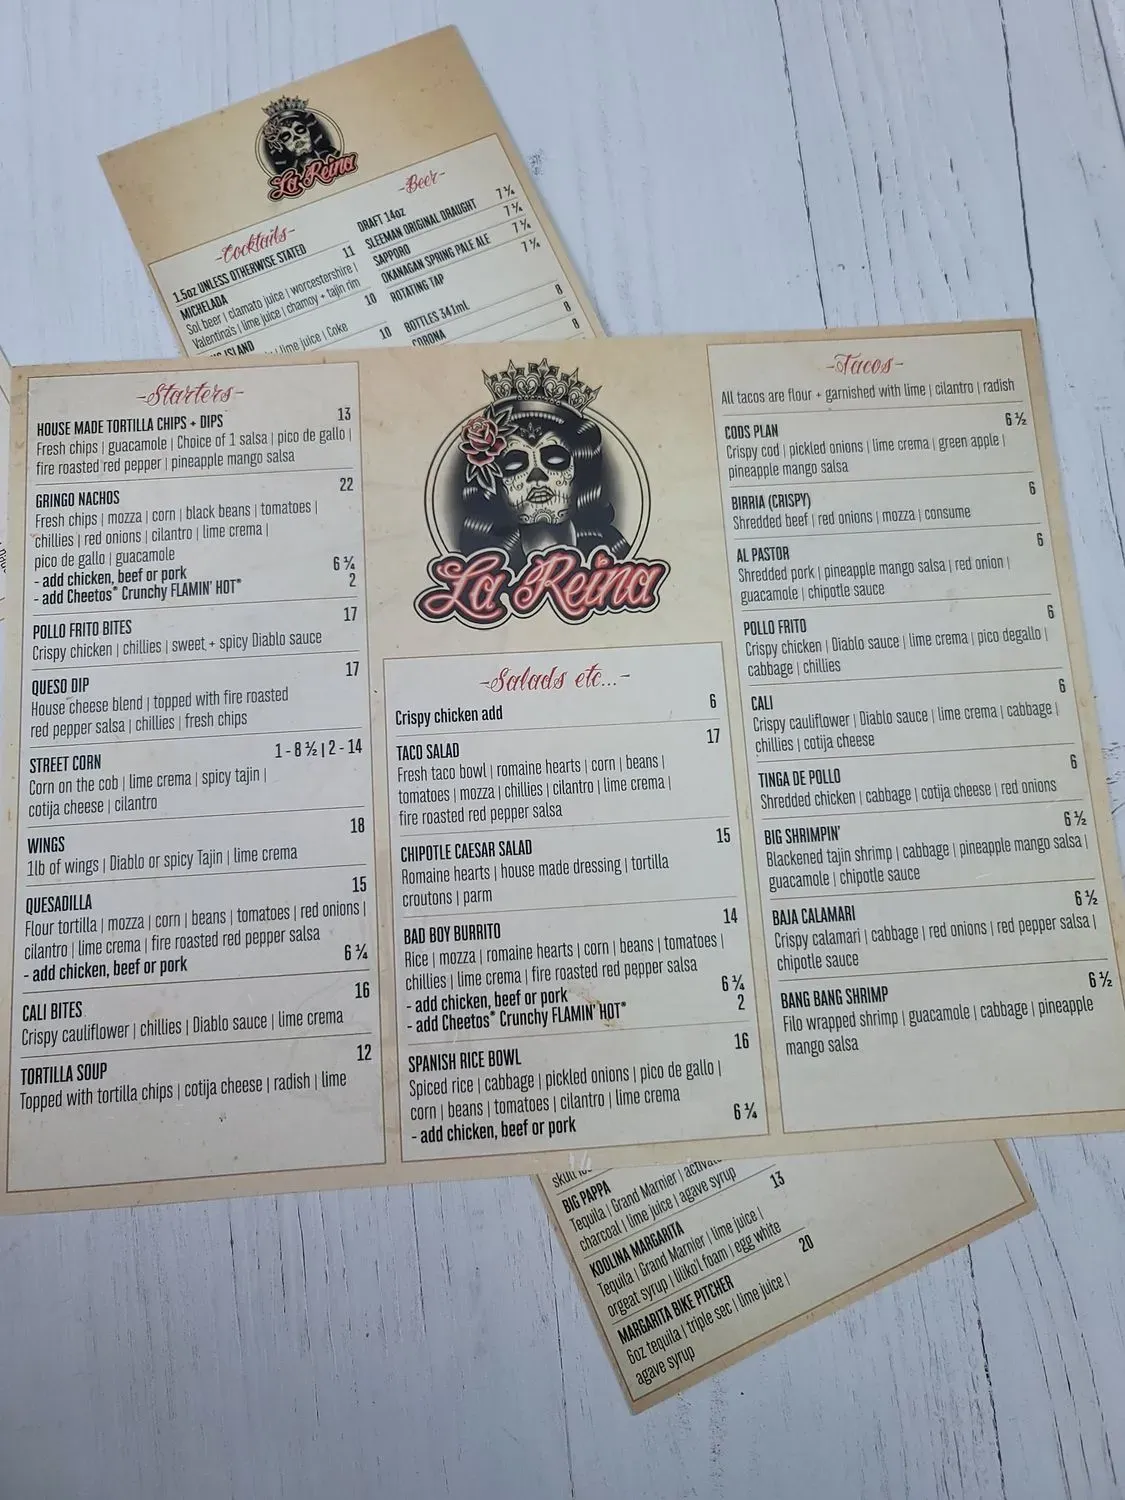 La Reina
-Cocktails-
1.5oz UNLESS OTHERWISE STATED
MICHELADA 11
Sol beer | clamato juice | worcestershire |
Valentina's | lime juice | chamoy + tajin rim
10
ISLAND
lime juice | Coke 10
-Beer-
DRAFT 14oz
SLEEMAN ORIGINAL DRAUGHT 7 ¼
SAPPORO 7 ¼
OKANAGAN SPRING PALE ALE 7 ¼
ROTATING TAP 7 ¼
BOTTLES 341ml
CORONA 8
8
8
-Starters-
HOUSE MADE TORTILLA CHIPS + DIPS 13
Fresh chips | guacamole | Choice of 1 salsa | pico de gallo |
fire roasted red pepper | pineapple mango salsa
GRINGO NACHOS 22
Fresh chips | mozza | corn | black beans | tomatoes |
chillies | red onions | cilantro | lime crema |
pico de gallo | guacamole
- add chicken, beef or pork 6 ¼
- add Cheetos® Crunchy FLAMIN' HOT® 2
POLLO FRITO BITES 17
Crispy chicken | chillies | sweet + spicy Diablo sauce
QUESO DIP 17
House cheese blend | topped with fire roasted
red pepper salsa | chillies | fresh chips
STREET CORN 1 - 8 ½ | 2 - 14
Corn on the cob | lime crema | spicy tajin |
cotija cheese | cilantro
WINGS 18
1lb of wings | Diablo or spicy Tajin | lime crema
QUESADILLA 15
Flour tortilla | mozza | corn | beans | tomatoes | red onions |
cilantro | lime crema | fire roasted red pepper salsa
- add chicken, beef or pork 6 ¼
CALI BITES 16
Crispy cauliflower | chillies | Diablo sauce | lime crema
TORTILLA SOUP 12
Topped with tortilla chips | cotija cheese | radish | lime
La Reina
-Salads etc...-
Crispy chicken add 6
TACO SALAD 17
Fresh taco bowl | romaine hearts | corn | beans |
tomatoes | mozza | chillies | cilantro | lime crema |
fire roasted red pepper salsa
CHIPOTLE CAESAR SALAD 15
Romaine hearts | house made dressing | tortilla
croutons | parm
BAD BOY BURRITO 14
Rice | mozza | romaine hearts | corn | beans | tomatoes |
chillies | lime crema | fire roasted red pepper salsa
- add chicken, beef or pork 6 ¼
- add Cheetos® Crunchy FLAMIN' HOT® 2
SPANISH RICE BOWL 16
Spiced rice | cabbage | pickled onions | pico de gallo |
corn | beans | tomatoes | cilantro | lime crema
- add chicken, beef or pork 6 ¼
-Tacos-
All tacos are flour + garnished with lime | cilantro | radish
CODS PLAN 6 ½
Crispy cod | pickled onions | lime crema | green apple |
pineapple mango salsa
BIRRIA (CRISPY) 6
Shredded beef | red onions | mozza | consume
AL PASTOR 6
Shredded pork | pineapple mango salsa | red onion |
guacamole | chipotle sauce
POLLO FRITO 6
Crispy chicken | Diablo sauce | lime crema | pico degallo |
cabbage | chillies
CALI 6
Crispy cauliflower | Diablo sauce | lime crema | cabbage |
chillies | cotija cheese
TINGA DE POLLO 6
Shredded chicken | cabbage | cotija cheese | red onions
BIG SHRIMPIN' 6 ½
Blackened tajin shrimp | cabbage | pineapple mango salsa |
guacamole | chipotle sauce
BAJA CALAMARI 6 ½
Crispy calamari | cabbage | red onions | red pepper salsa |
chipotle sauce
BANG BANG SHRIMP 6 ½
Filo wrapped shrimp | guacamole | cabbage | pineapple
mango salsa
skull
BIG PAPPA
Tequila | Grand Marnier |
charcoal | lime juice | agave syrup
KOOLINA MARGARITA 13
Tequila | Grand Marnier | lime juice |
orgeat syrup | liliko'i foam | egg white
MARGARITA BIKE PITCHER 20
6oz tequila | triple sec | lime juice |
agave syrup